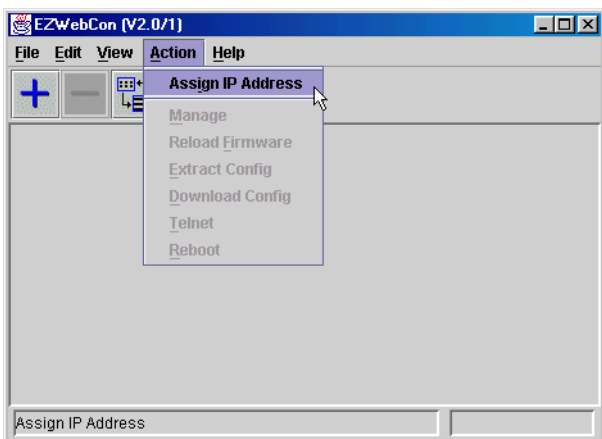 EZWebCon (V2.0/1)
File Edit View Action Help
Assign IP Address
Manage
Reload Firmware
Extract Config
Download Config
Telnet
Reboot
Assign IP Address